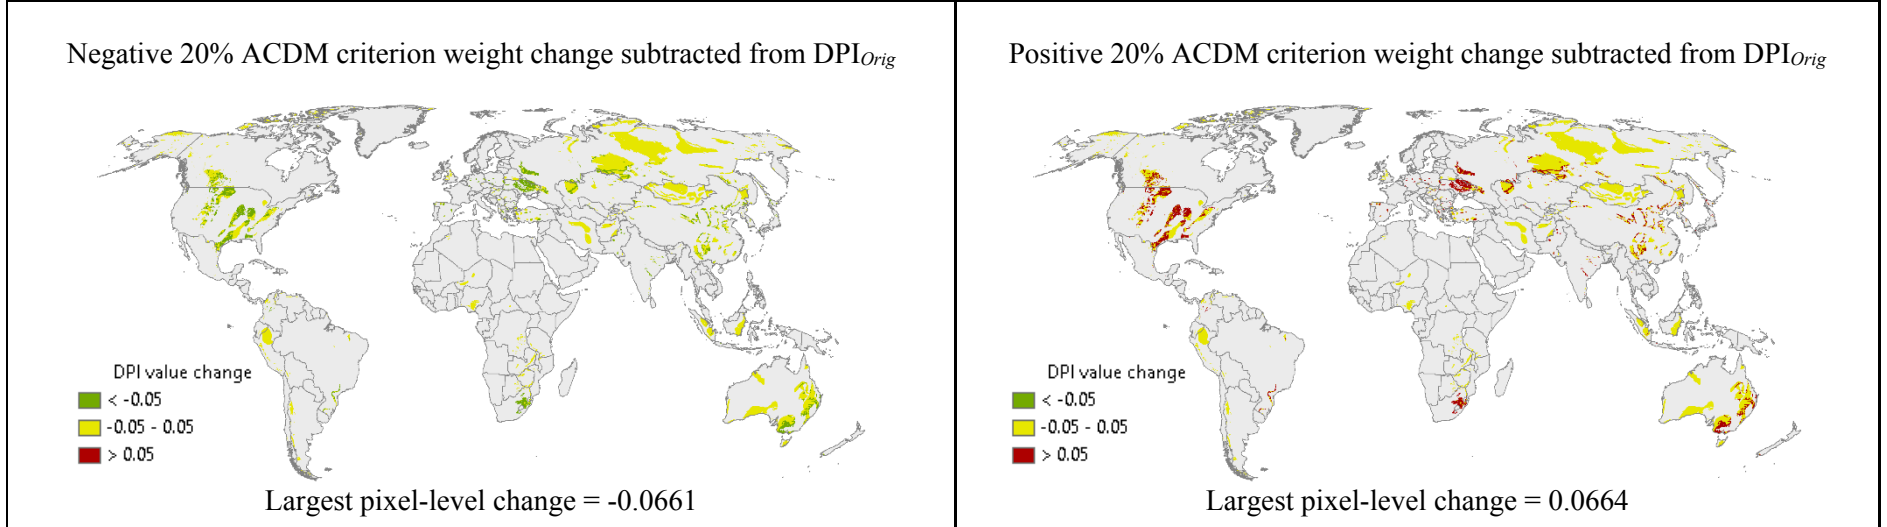 Negative 20% ACDM criterion weight change subtracted from DPIOrig
DPI value change
< -0.05
-0.05 - 0.05
> 0.05
Largest pixel-level change = -0.0661
Positive 20% ACDM criterion weight change subtracted from DPIOrig
DPI value change
< -0.05
-0.05 - 0.05
> 0.05
Largest pixel-level change = 0.0664